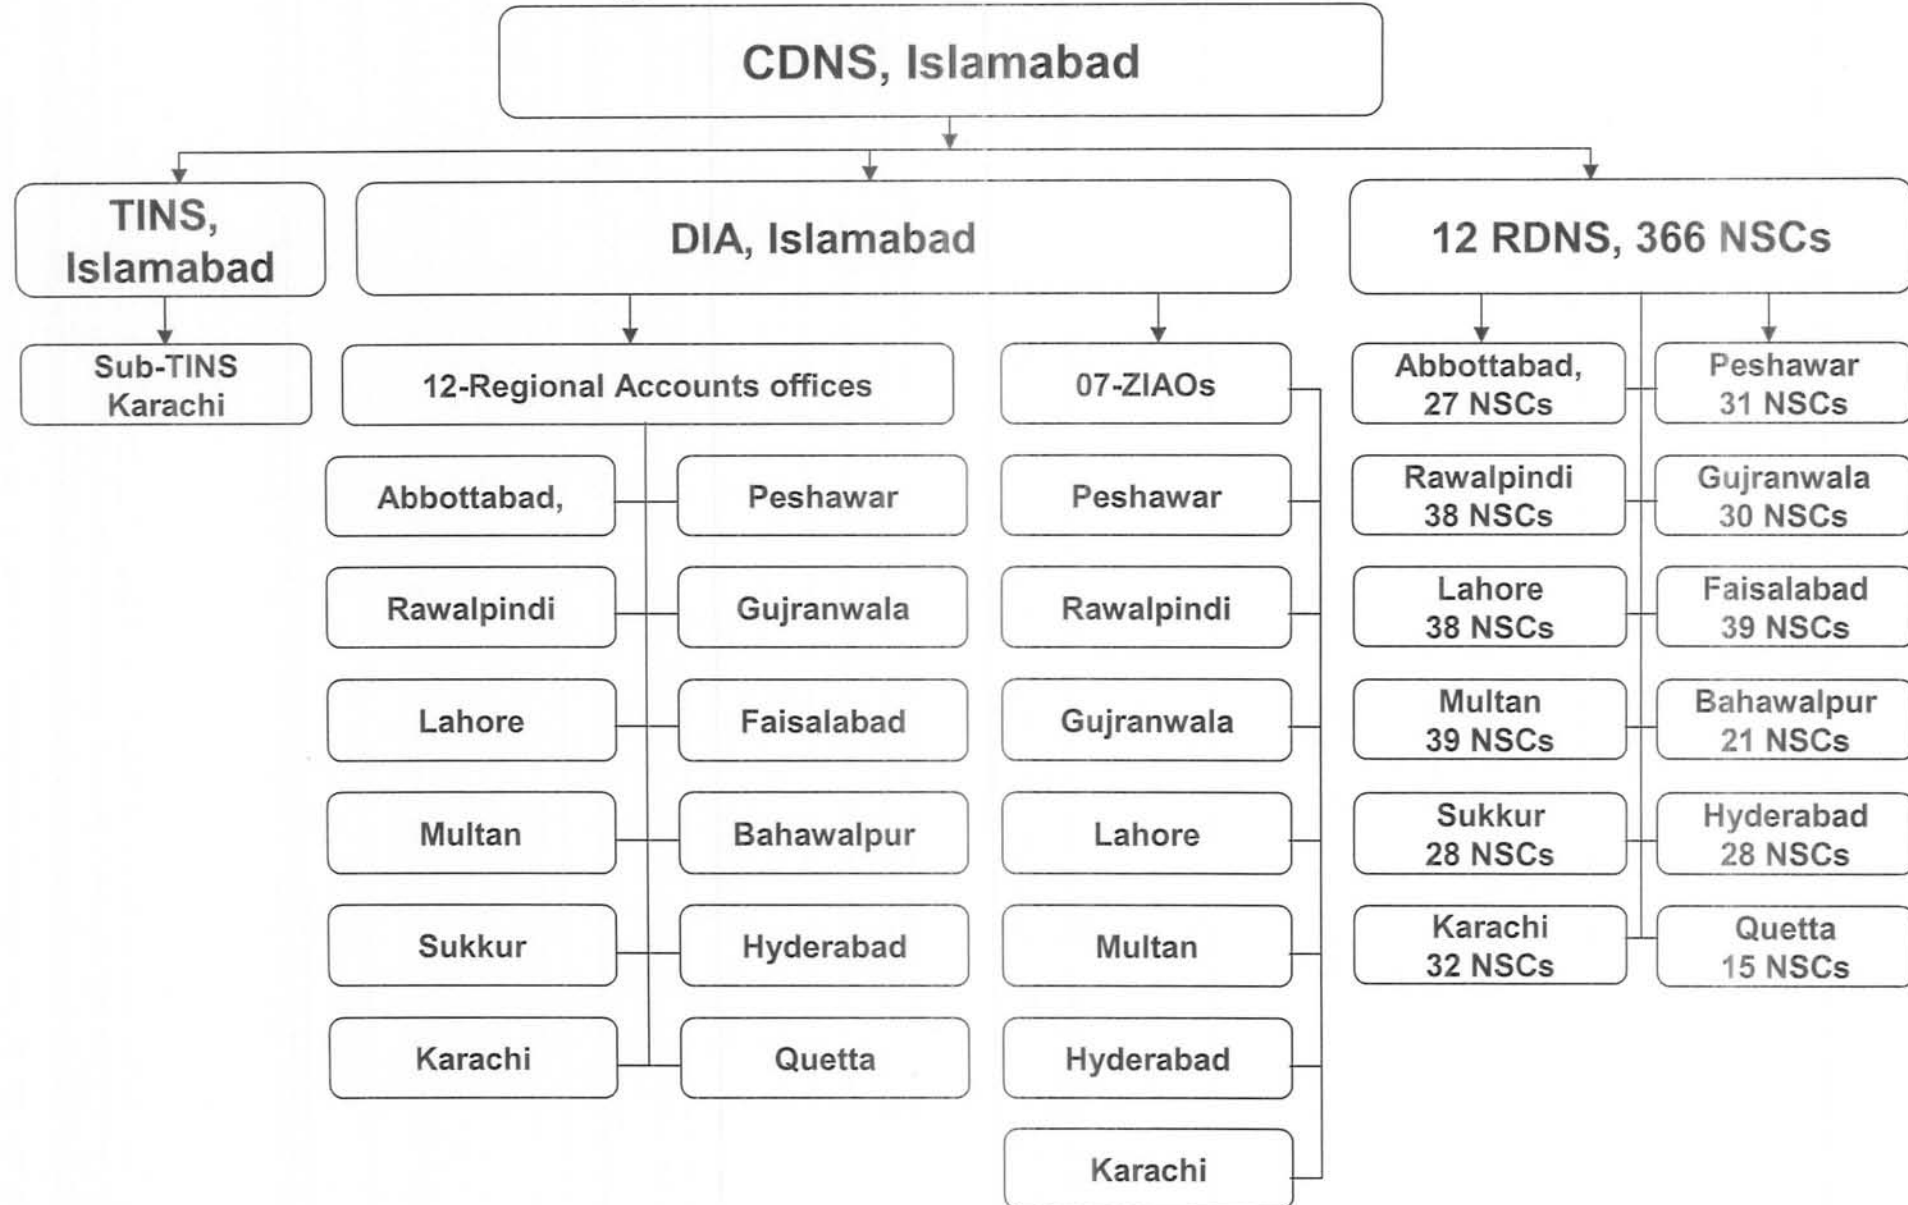 CDNS, Islamabad
TINS,
Islamabad
DIA, Islamabad
12 RDNS, 366 NSCs
Sub-TINS
Karachi
12-Regional Accounts offices
Abbottabad,
Peshawar
Rawalpindi
Gujranwala
Lahore
Faisalabad
Multan
Bahawalpur
Sukkur
Hyderabad
Karachi
Quetta
07-ZIAOs
Peshawar
Rawalpindi
Gujranwala
Lahore
Multan
Hyderabad
Karachi
Abbottabad,
27 NSCs
Peshawar
31 NSCs
Rawalpindi
38 NSCs
Gujranwala
30 NSCs
Lahore
38 NSCs
Faisalabad
39 NSCs
Multan
39 NSCs
Bahawalpur
21 NSCs
Sukkur
28 NSCs
Hyderabad
28 NSCs
Karachi
32 NSCs
Quetta
15 NSCs